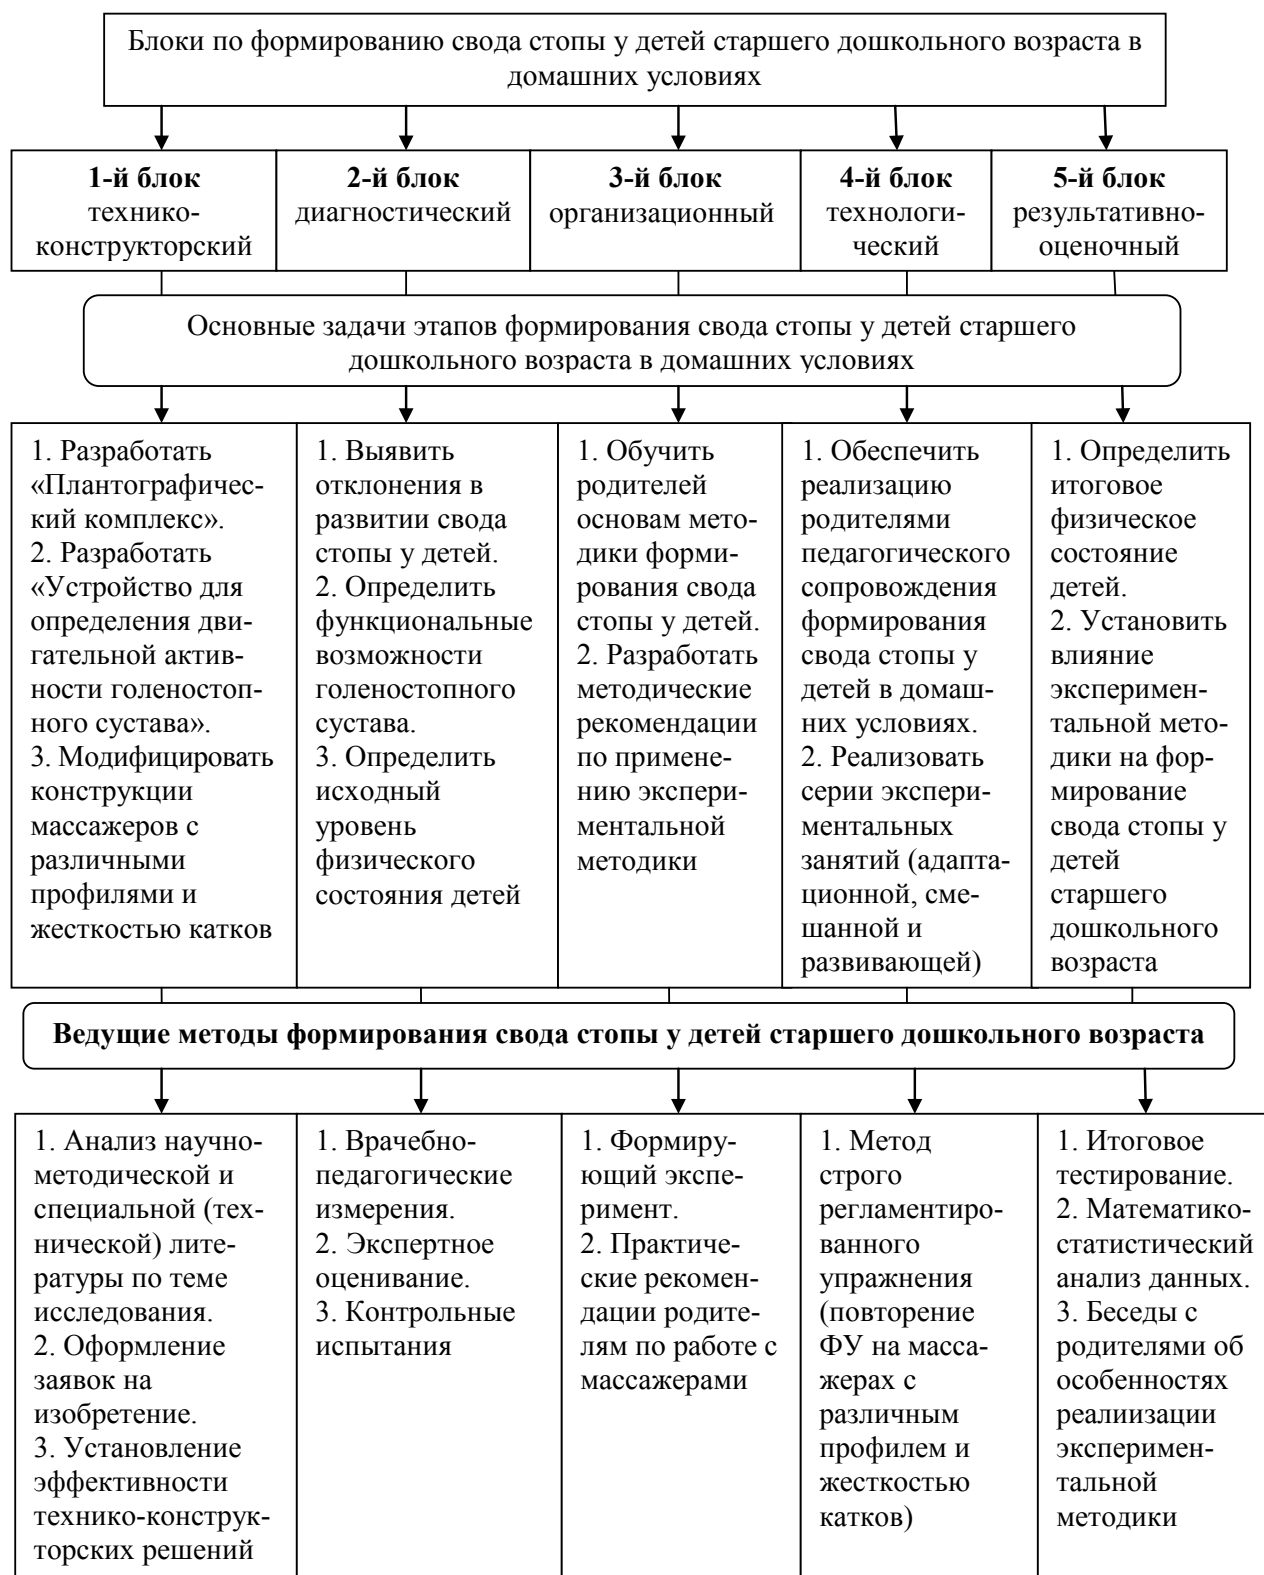 Блоки по формированию свода стопы у детей старшего дошкольного возраста в
домашних условиях
1-й блок
технико-
конструкторский
2-й блок
диагностический
3-й блок
организационный
4-й блок
технологи-
ческий
5-й блок
результативно-
оценочный
Основные задачи этапов формирования свода стопы у детей старшего
дошкольного возраста в домашних условиях
1. Разработать
«Плантографичес-
кий комплекс».
2. Разработать
«Устройство для
определения дви-
гательной актив-
ности голеностоп-
ного сустава».
3. Модифицировать
конструкции
массажеров с
различными
профилями и
жесткостью катков
1. Выявить
отклонения в
развитии свода
стопы у детей.
2. Определить
функциональные
возможности
голеностопного
сустава.
3. Определить
исходный
уровень
физического
состояния детей
1. Обучить
родителей
основам мето-
дики форми-
рования свода
стопы у детей.
2. Разработать
методические
рекомендации
по примене-
нию экспери-
ментальной
методики
1. Обеспечить
реализацию
родителями
педагогического
сопровождения
формирования
свода стопы у
детей в домаш-
них условиях.
2. Реализовать
серии экспери-
ментальных
занятий (адапта-
ционной, сме-
шанной и
развивающей)
1. Определить
итоговое
физическое
состояние
детей.
2. Установить
влияние
эксперимен-
тальной мето-
дики на фор-
мирование
свода стопы у
детей
старшего
дошкольного
возраста
Ведущие методы формирования свода стопы у детей старшего дошкольного возраста
1. Анализ научно-
методической и
специальной (тех-
нической) лите-
ратуры по теме
исследования.
2. Оформление
заявок на
изобретение.
3. Установление
эффективности
технико-конструк-
торских решений
1. Врачебно-
педагогические
измерения.
2. Экспертное
оценивание.
3. Контрольные
испытания
1. Формиру-
ющий экспе-
римент.
2. Практиче-
ские рекомен-
дации родите-
лям по работе с
массажерами
1. Метод
строго
регламентиро-
ванного
упражнения
(повторение
ФУ на масса-
жерах с
различным
профилем и
жесткостью
катков)
1. Итоговое
тестирование.
2. Математико-
статистический
анализ данных.
3. Беседы с
родителями об
особенностях
реалиизации
эксперимен-
тальной
методики